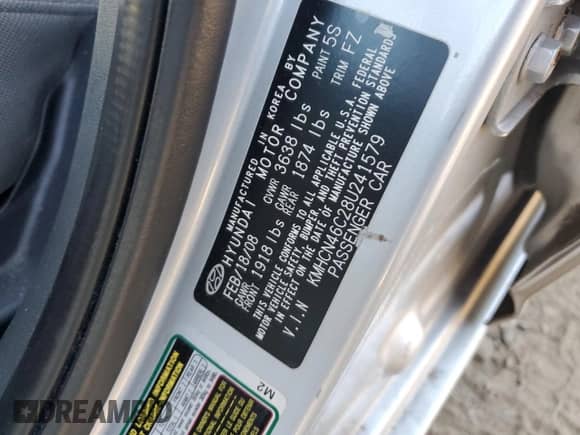 MANUFACTURED IN KOREA BY
HYUNDAI MOTOR COMPANY
FEB/18/08 GVWR 3638 lbs PAINT 5S
GAWR FRONT 1918 lbs GAWR REAR 1874 lbs TRIM FZ
THIS VEHICLE CONFORMS TO ALL APPLICABLE U.S.A. FEDERAL
MOTOR VEHICLE SAFETY, BUMPER, AND THEFT PREVENTION STANDARDS
IN EFFECT ON THE DATE OF MANUFACTURE SHOWN ABOVE
V.I.N KMHCN46C28U241579
PASSENGER CAR
M2
INFORMATION
DREAMBID